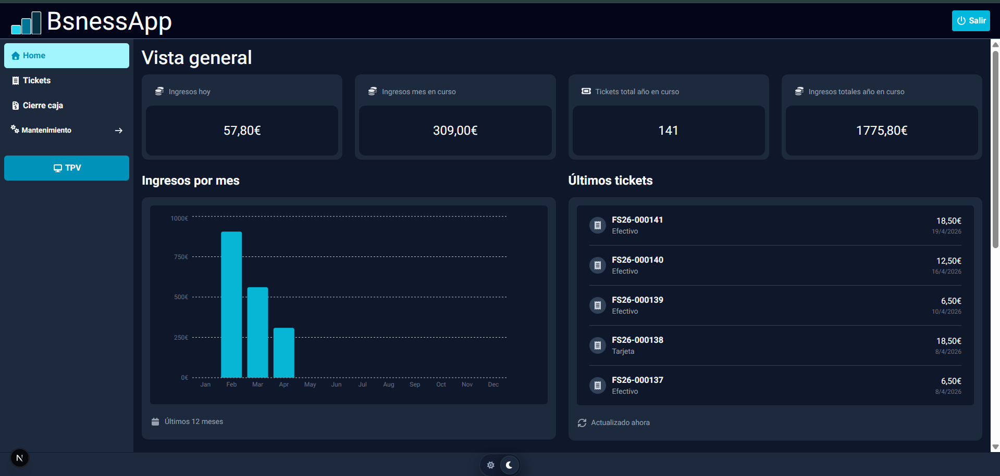 BsnessApp
Salir
Home
Tickets
Cierre caja
Mantenimiento
TPV
Vista general
Ingresos hoy
57,80€
Ingresos mes en curso
309,00€
Tickets total año en curso
141
Ingresos totales año en curso
1775,80€
Ingresos por mes
1000€
750€
500€
250€
0€
Jan Feb Mar Apr May Jun Jul Aug Sep Oct Nov Dec
Últimos 12 meses
Últimos tickets
FS26-000141 18,50€
Efectivo 19/4/2026
FS26-000140 12,50€
Efectivo 16/4/2026
FS26-000139 6,50€
Efectivo 10/4/2026
FS26-000138 18,50€
Tarjeta 8/4/2026
FS26-000137 6,50€
Efectivo 8/4/2026
Actualizado ahora
N